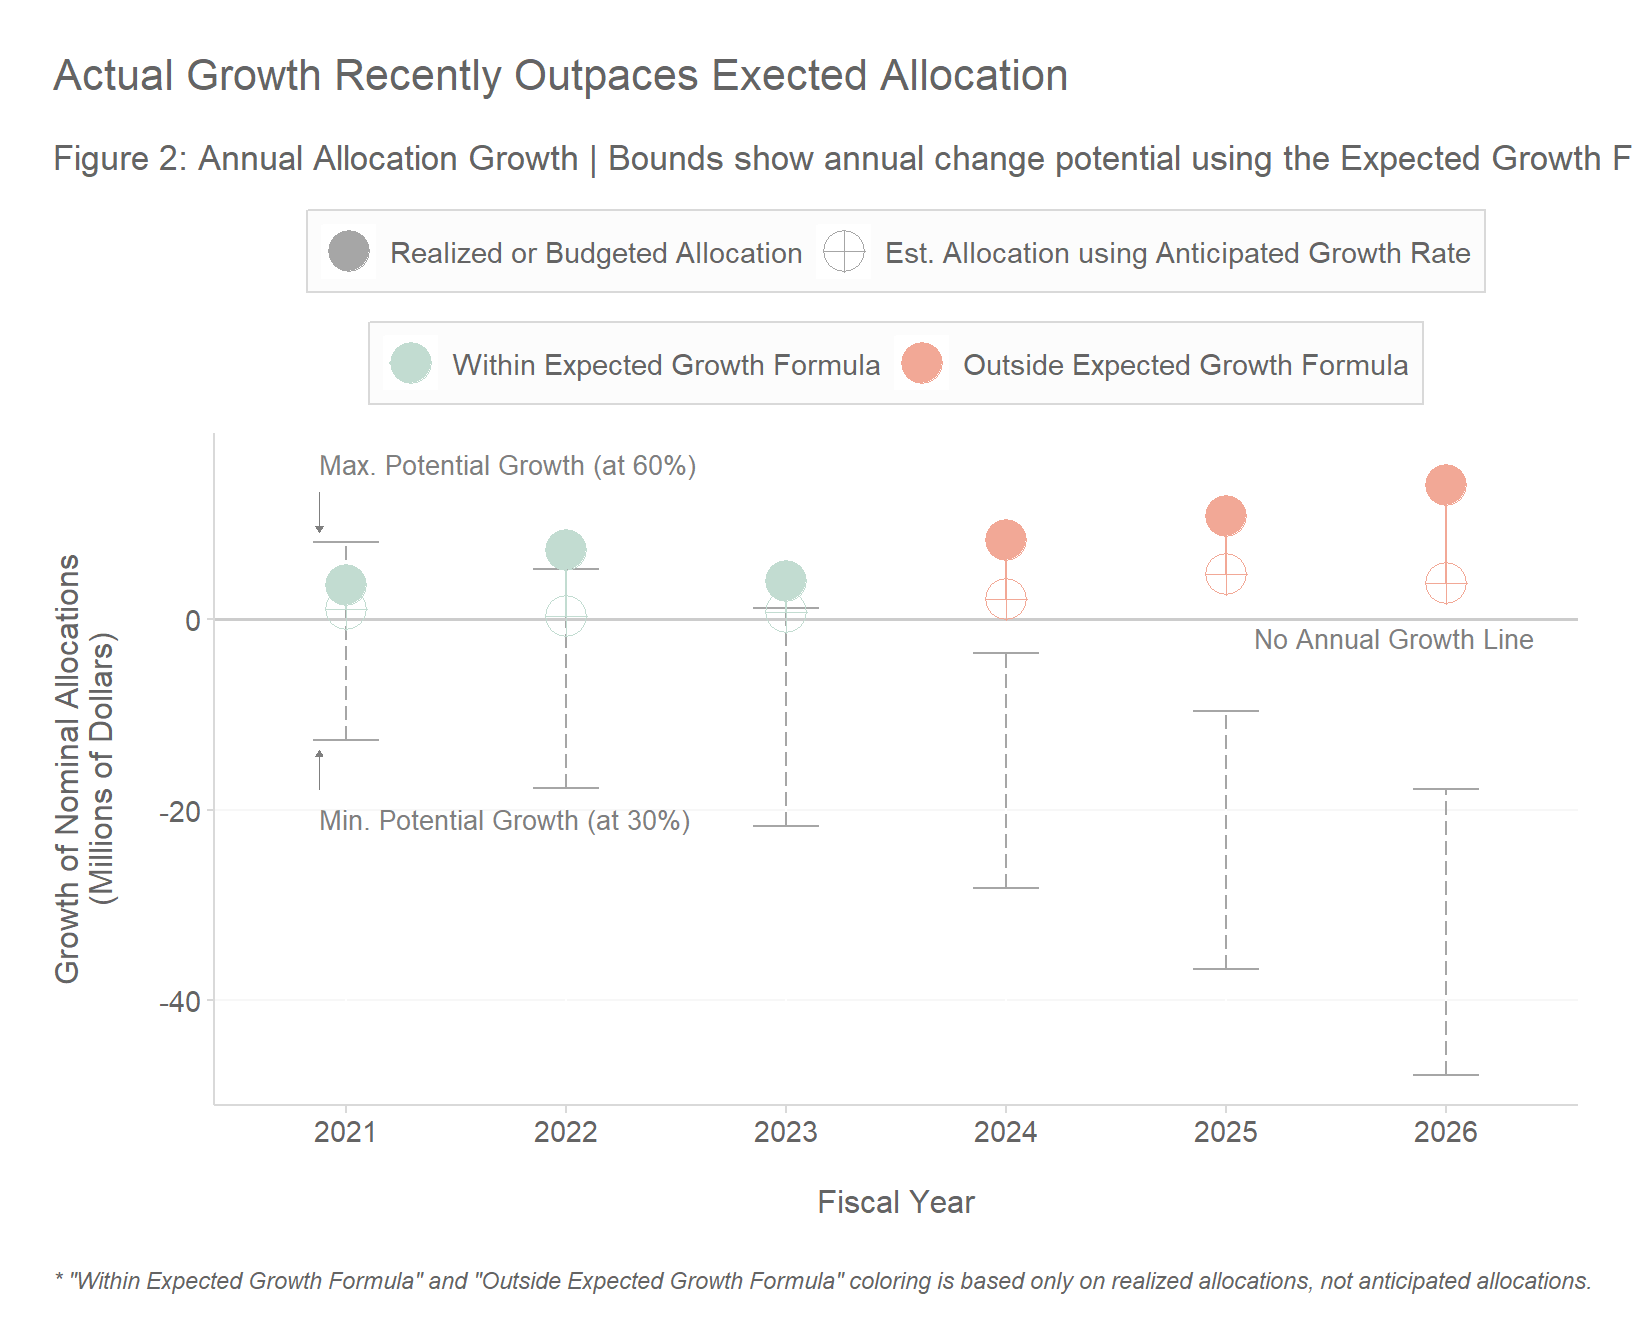 Actual Growth Recently Outpaces Exected Allocation
Figure 2: Annual Allocation Growth | Bounds show annual change potential using the Expected Growth F
Realized or Budgeted Allocation
Est. Allocation using Anticipated Growth Rate
Within Expected Growth Formula
Outside Expected Growth Formula
Max. Potential Growth (at 60%)
Min. Potential Growth (at 30%)
No Annual Growth Line
Growth of Nominal Allocations
(Millions of Dollars)
0
-20
-40
2021
2022
2023
2024
2025
2026
Fiscal Year
* "Within Expected Growth Formula" and "Outside Expected Growth Formula" coloring is based only on realized allocations, not anticipated allocations.